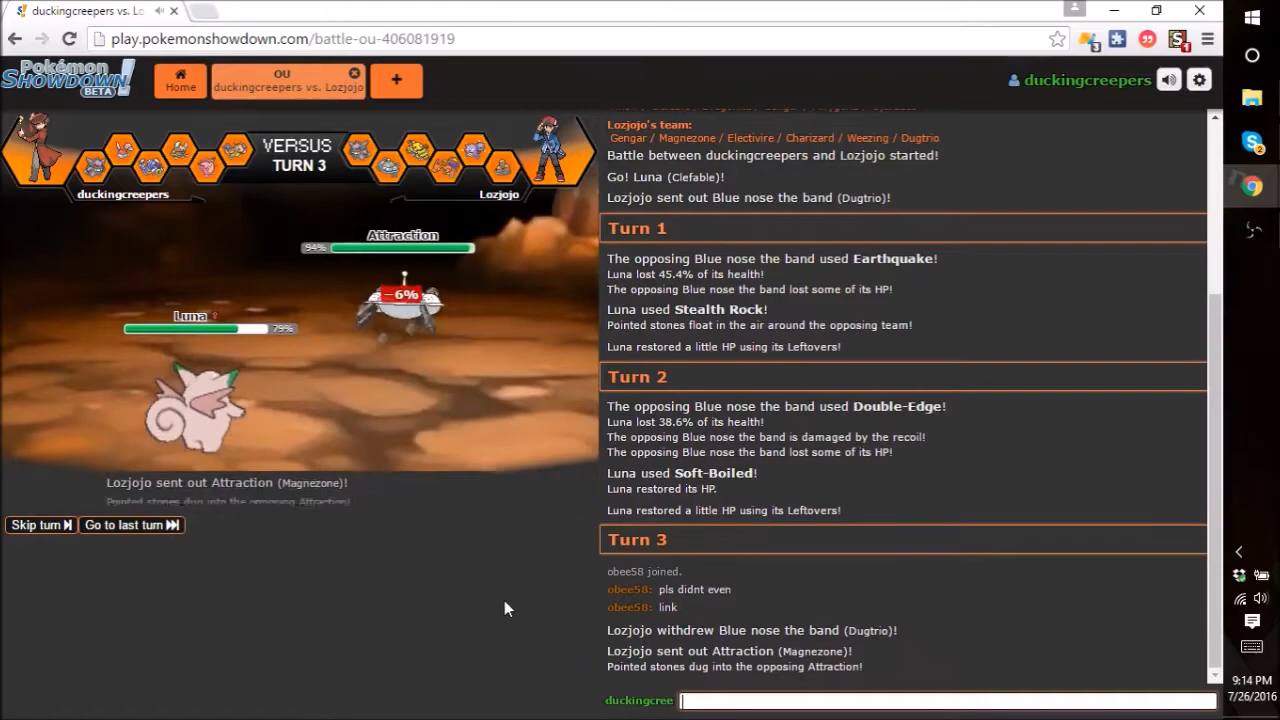 duckingcreepers vs. Lo
play.pokemonshowdown.com/battle-ou-406081919
3
1
Pokémon
SHOWDOWN!
BETA
Home
OU
duckingcreepers vs. Lozjojo
+
duckingcreepers
VERSUS
TURN 3
duckingcreepers
Lozjojo
Attraction
94%
-6%
Luna
79%
Lozjojo sent out Attraction (Magnezone)!
Pointed stones dug into the opposing Attraction!
Skip turn
Go to last turn
Lozjojo's team:
Gengar / Magnezone / Electivire / Charizard / Weezing / Dugtrio
Battle between duckingcreepers and Lozjojo started!
Go! Luna (Clefable)!
Lozjojo sent out Blue nose the band (Dugtrio)!
Turn 1
The opposing Blue nose the band used Earthquake!
Luna lost 45.4% of its health!
The opposing Blue nose the band lost some of its HP!
Luna used Stealth Rock!
Pointed stones float in the air around the opposing team!
Luna restored a little HP using its Leftovers!
Turn 2
The opposing Blue nose the band used Double-Edge!
Luna lost 38.6% of its health!
The opposing Blue nose the band is damaged by the recoil!
The opposing Blue nose the band lost some of its HP!
Luna used Soft-Boiled!
Luna restored its HP.
Luna restored a little HP using its Leftovers!
Turn 3
obee58 joined.
obee58: pls didnt even
obee58: link
Lozjojo withdrew Blue nose the band (Dugtrio)!
Lozjojo sent out Attraction (Magnezone)!
Pointed stones dug into the opposing Attraction!
duckingcree
2
9:14 PM
7/26/2016